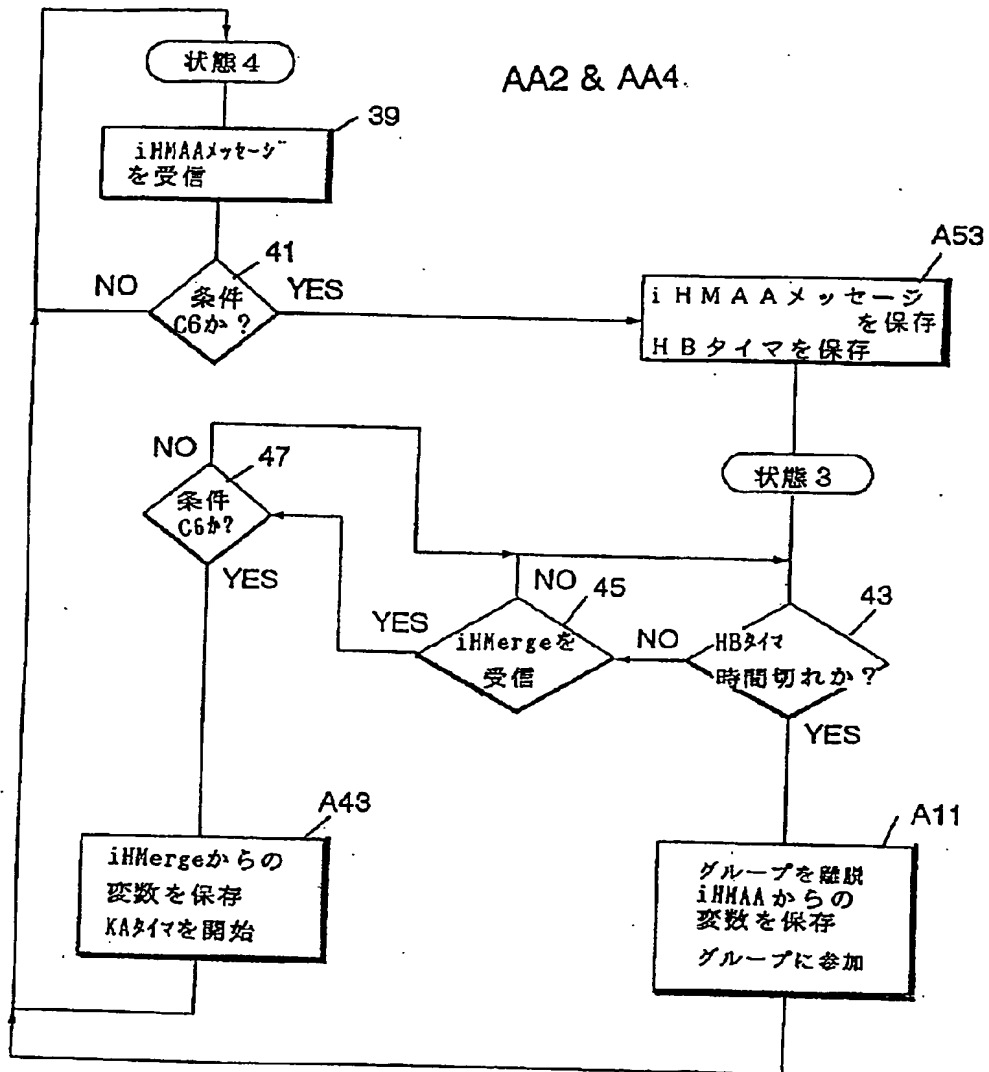 状態4
AA2 & AA4
39
iHMAAメッセージ
を受信
41
NO
条件
C6か?
YES
A53
iHMAAメッセージ
を保存
HBタイマを保存
状態3
NO
47
条件
C6か?
YES
YES
NO
45
iHMergeを
受信
NO
43
HBタイマ
時間切れか?
YES
A43
iHMergeからの
変数を保存
KAタイマを開始
A11
グループを離脱
iHMAAからの
変数を保存
グループに参加